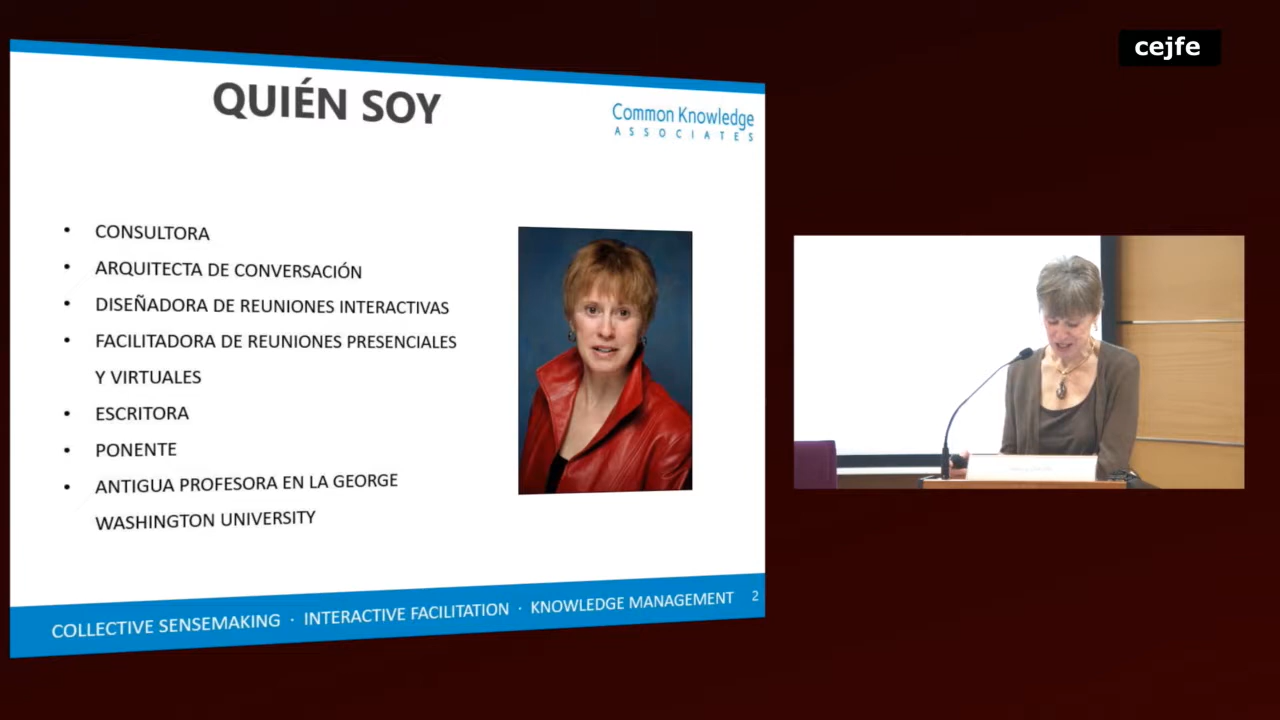 cejfe
QUIÉN SOY
Common Knowledge
ASSOCIATES
• CONSULTORA
• ARQUITECTA DE CONVERSACIÓN
• DISEÑADORA DE REUNIONES INTERACTIVAS
• FACILITADORA DE REUNIONES PRESENCIALES
Y VIRTUALES
• ESCRITORA
• PONENTE
• ANTIGUA PROFESORA EN LA GEORGE
WASHINGTON UNIVERSITY
COLLECTIVE SENSEMAKING · INTERACTIVE FACILITATION · KNOWLEDGE MANAGEMENT 2